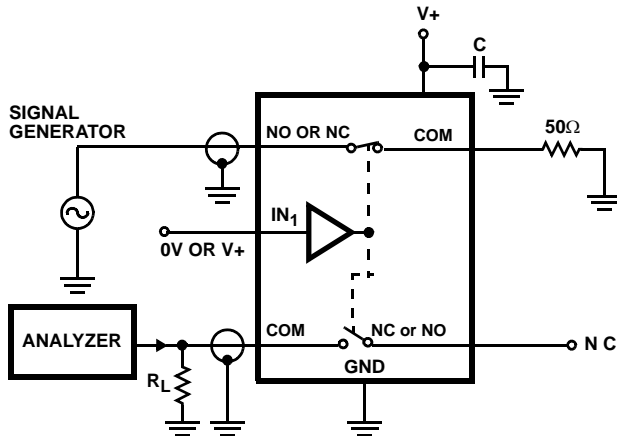 V+
C
SIGNAL
GENERATOR
NO OR NC
COM
50Ω
IN1
0V OR V+
ANALYZER
COM
NC or NO
N C
GND
RL